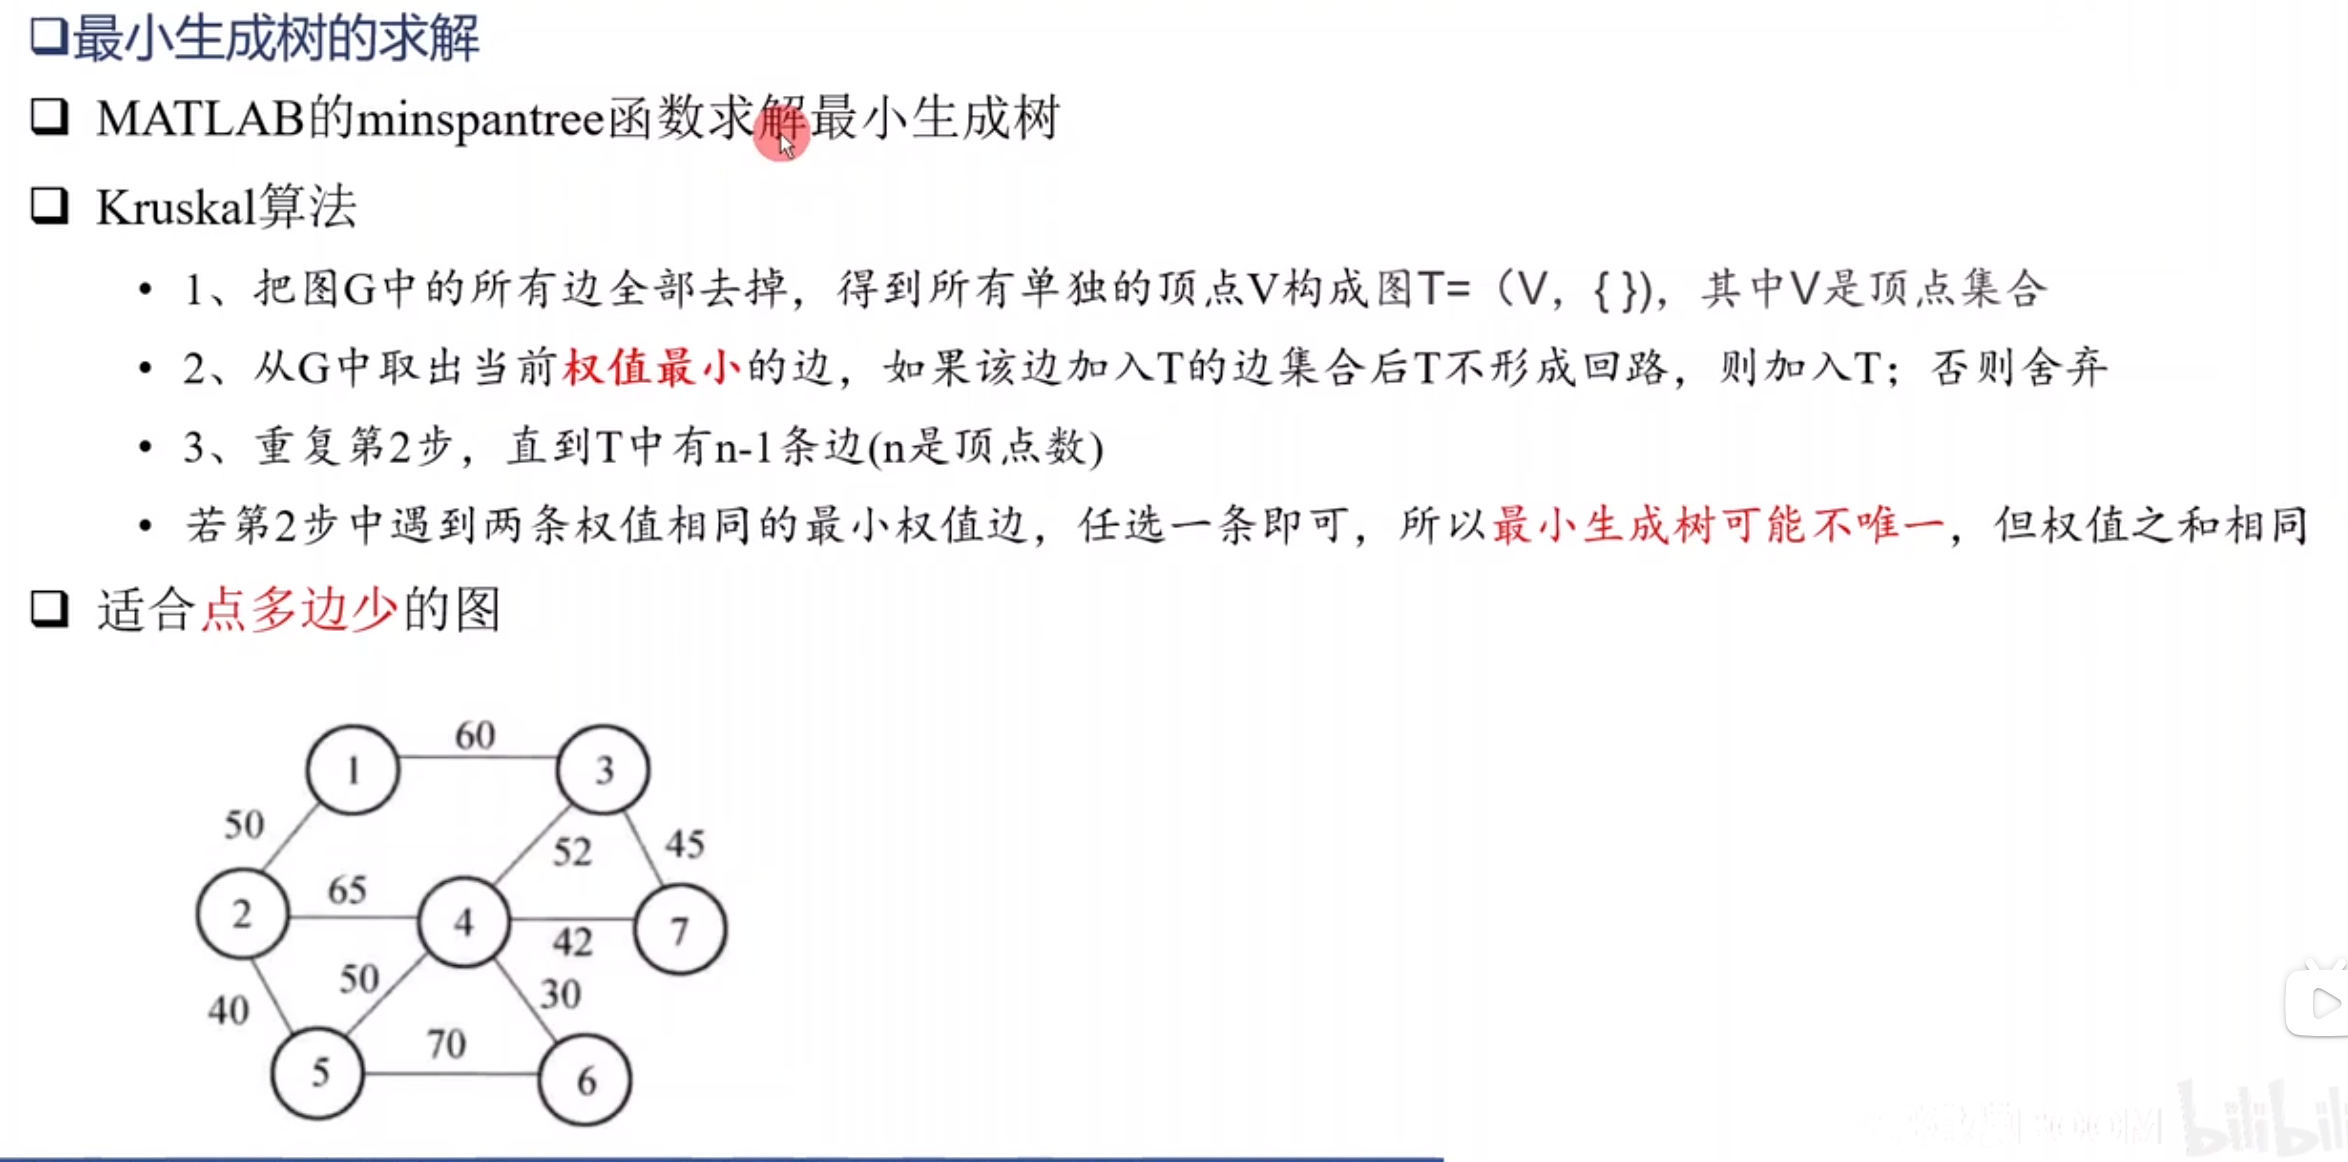 最小生成树的求解
MATLAB的minspantree函数求解最小生成树
Kruskal算法
• 1、把图G中的所有边全部去掉，得到所有单独的顶点V构成图T=（V，{ })，其中V是顶点集合
• 2、从G中取出当前权值最小的边，如果该边加入T的边集合后T不形成回路，则加入T；否则舍弃
• 3、重复第2步，直到T中有n-1条边(n是顶点数)
• 若第2步中遇到两条权值相同的最小权值边，任选一条即可，所以最小生成树可能不唯一，但权值之和相同
适合点多边少的图
60
1
3
50
52
45
65
2
4
7
42
50
30
40
70
5
6
bilibili